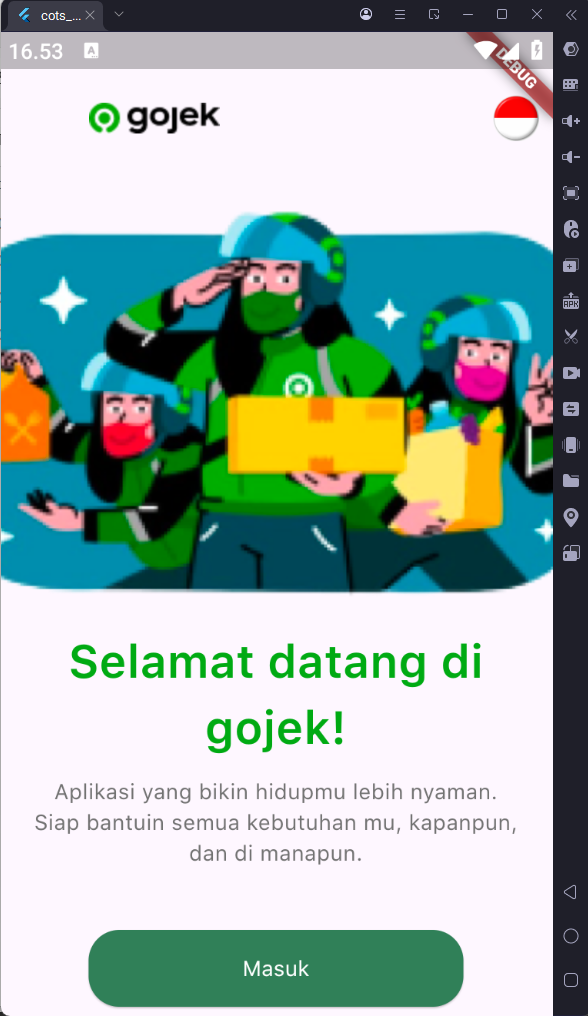 cots_...
16.53
A
DEBUG
gojek
APK
Selamat datang di
gojek!
Aplikasi yang bikin hidupmu lebih nyaman.
Siap bantuin semua kebutuhan mu, kapanpun,
dan di manapun.
Masuk